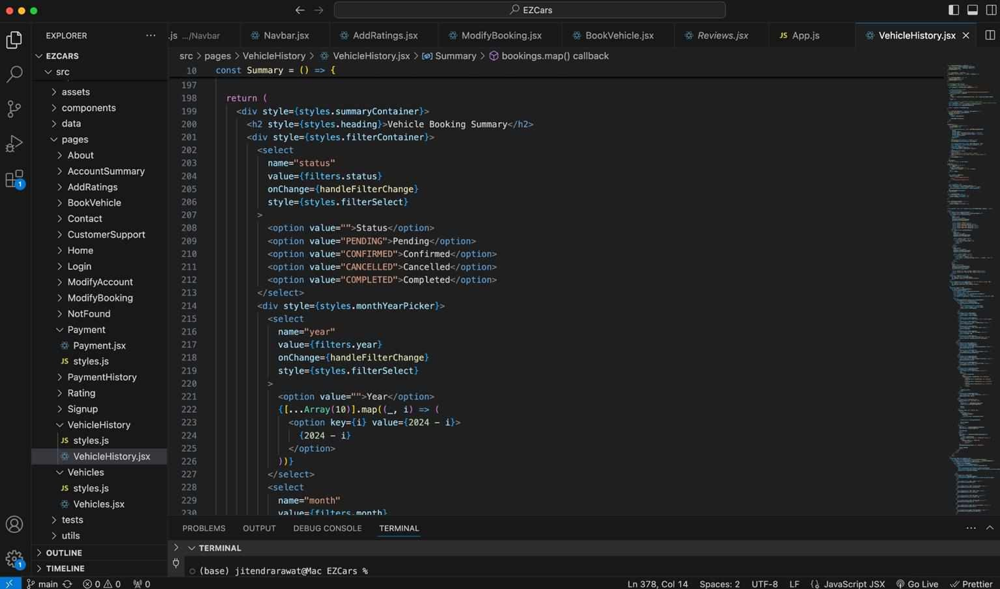 EZCars
EXPLORER ···
.js .../Navbar
Navbar.jsx
AddRatings.jsx
ModifyBooking.jsx
BookVehicle.jsx
Reviews.jsx
JS App.js
VehicleHistory.jsx
EZCARS
src
assets
components
data
pages
About
AccountSummary
AddRatings
BookVehicle
Contact
CustomerSupport
Home
Login
ModifyAccount
ModifyBooking
NotFound
Payment
Payment.jsx
JS styles.js
PaymentHistory
Rating
Signup
VehicleHistory
JS styles.js
VehicleHistory.jsx
Vehicles
JS styles.js
Vehicles.jsx
tests
utils
OUTLINE
TIMELINE
1
1
src > pages > VehicleHistory > VehicleHistory.jsx > Summary > bookings.map() callback
10 const Summary = () => {
197
198 return (
199 <div style={styles.summaryContainer}>
200 <h2 style={styles.heading}>Vehicle Booking Summary</h2>
201 <div style={styles.filterContainer}>
202 <select
203 name="status"
204 value={filters.status}
205 onChange={handleFilterChange}
206 style={styles.filterSelect}
207 >
208 <option value="">Status</option>
209 <option value="PENDING">Pending</option>
210 <option value="CONFIRMED">Confirmed</option>
211 <option value="CANCELLED">Cancelled</option>
212 <option value="COMPLETED">Completed</option>
213 </select>
214 <div style={styles.monthYearPicker}>
215 <select
216 name="year"
217 value={filters.year}
218 onChange={handleFilterChange}
219 style={styles.filterSelect}
220 >
221 <option value="">Year</option>
222 {[...Array(10)].map((_, i) => (
223 <option key={i} value={2024 - i}>
224 {2024 - i}
225 </option>
226 ))}
227 </select>
228 <select
229 name="month"
230 value={filters.month}
PROBLEMS OUTPUT DEBUG CONSOLE TERMINAL ···
TERMINAL
(base) jitendrarawat@Mac EZCars %
main 0 0 0 Ln 378, Col 14 Spaces: 2 UTF-8 LF {} JavaScript JSX Go Live Prettier